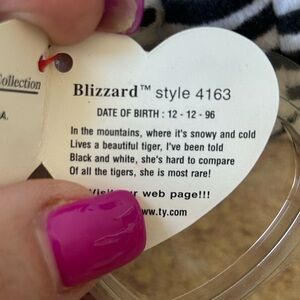 Collection
A.
Blizzard™ style 4163
DATE OF BIRTH : 12 - 12 - 96
In the mountains, where it's snowy and cold
Lives a beautiful tiger, I've been told
Black and white, she's hard to compare
Of all the tigers, she is most rare!
Visit our web page!!!
w.ty.com